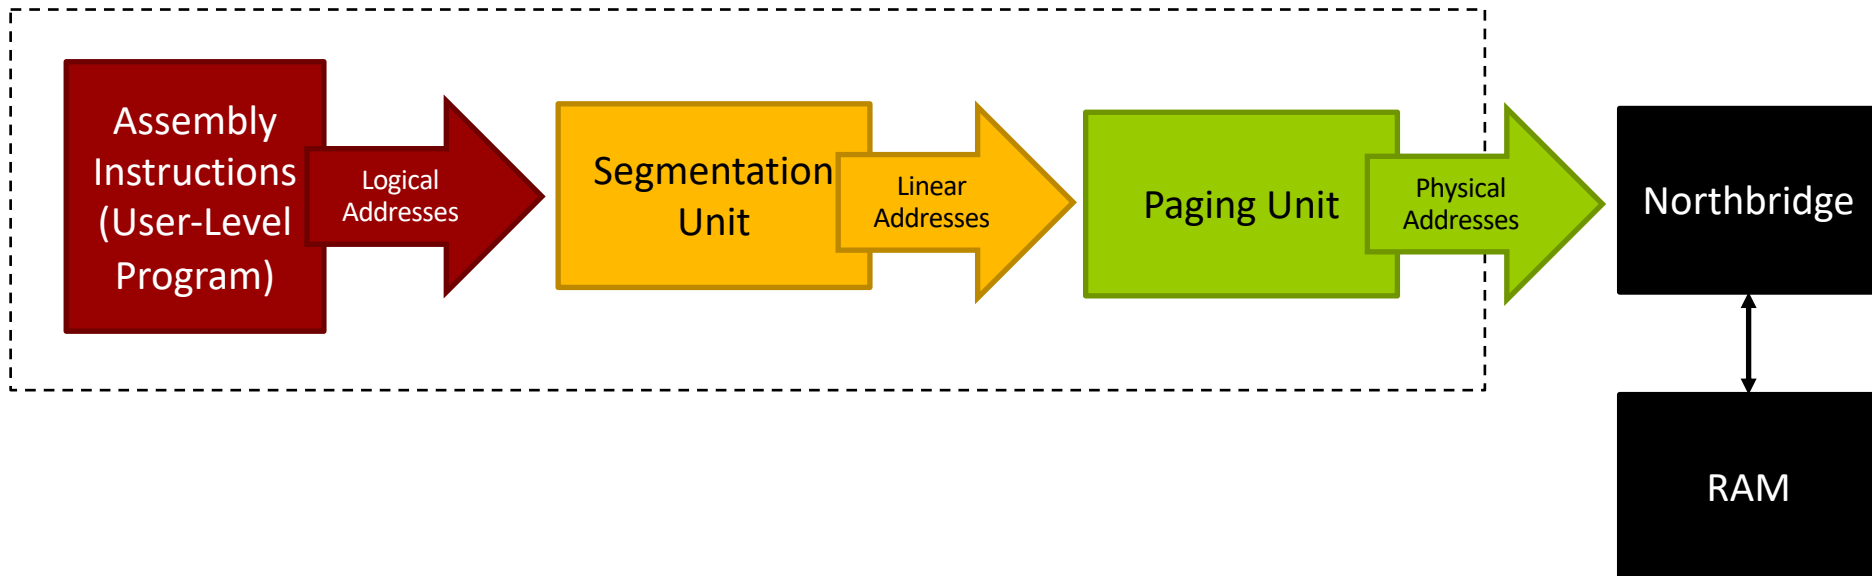 Assembly
Instructions
(User-Level
Program)
Logical
Addresses
Segmentation
Unit
Linear
Addresses
Paging Unit
Physical
Addresses
Northbridge
RAM